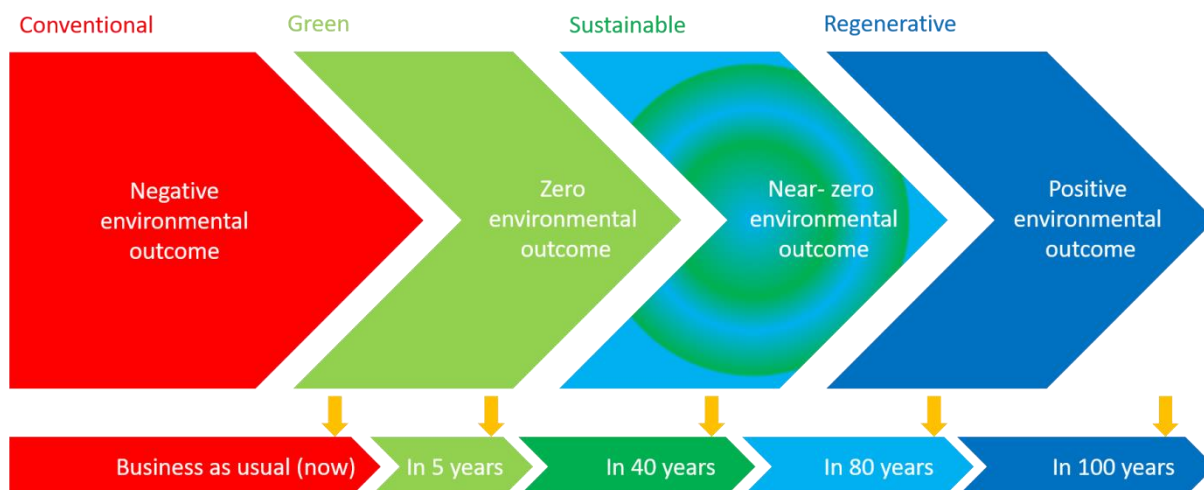 Conventional
Green
Sustainable
Regenerative
Negative
environmental
outcome
Zero
environmental
outcome
Near- zero
environmental
outcome
Positive
environmental
outcome
Business as usual (now)
In 5 years
In 40 years
In 80 years
In 100 years